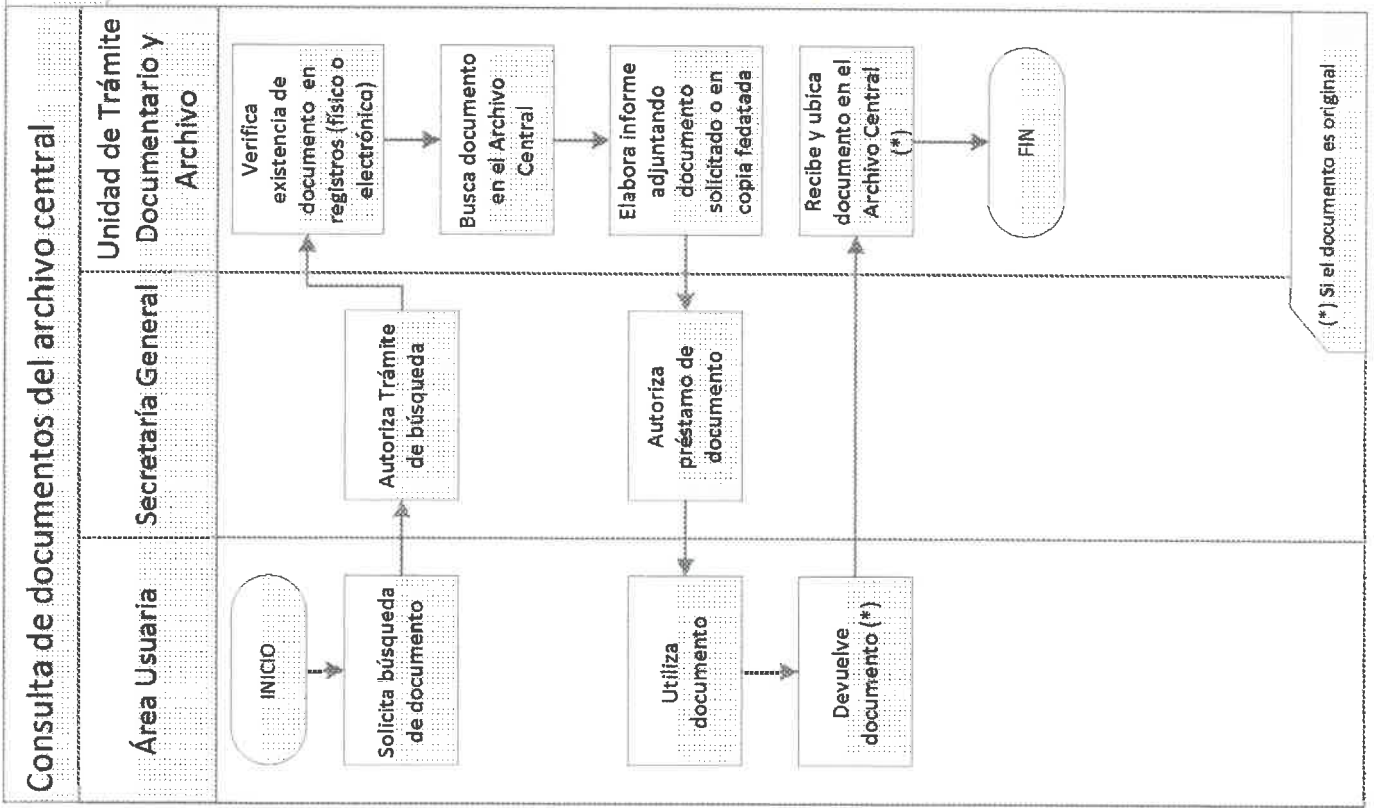 Consulta de documentos del archivo central
Área Usuaria
Secretaría General
Unidad de Trámite
Documentario y
Archivo
INICIO
Solicita búsqueda
de documento
Autoriza Trámite
de búsqueda
Verifica
existencia de
documento en
registros (físico o
electrónico)
Busca documento
en el Archivo
Central
Elabora informe
adjuntando
documento
solicitado o en
copia fedatada
Autoriza
préstamo de
documento
Utiliza
documento
Devuelve
documento (*)
Recibe y ubica
documento en el
Archivo Central
(*)
FIN
(*) Si el documento es original